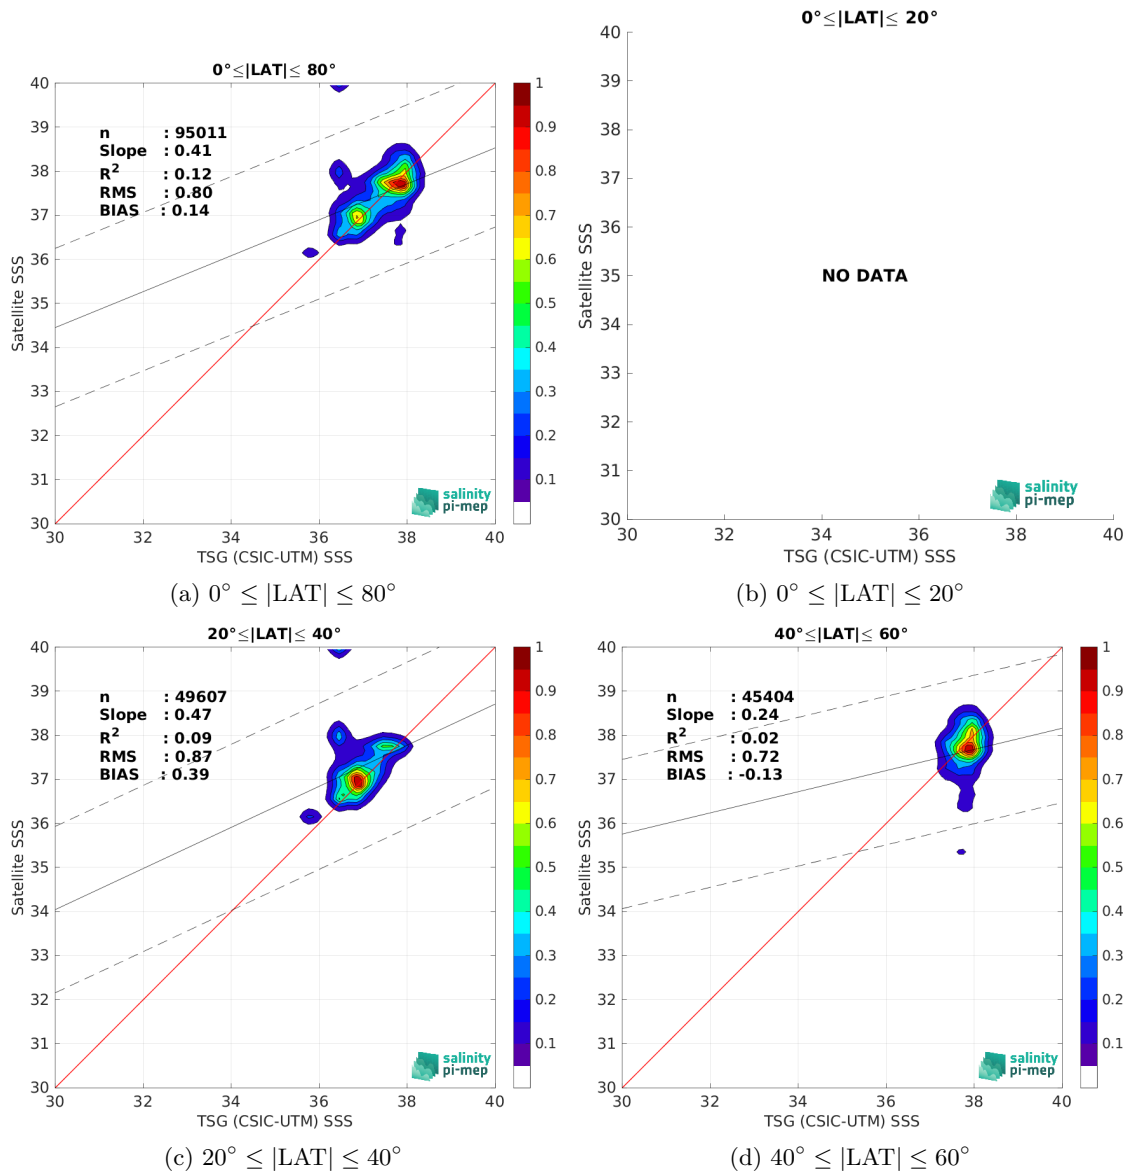 0°≤|LAT|≤ 80°
40
39
38
37
36
35
34
33
32
31
30
Satellite SSS
n : 95011
Slope : 0.41
R² : 0.12
RMS : 0.80
BIAS : 0.14
salinity
pi-mep
30 32 34 36 38 40
TSG (CSIC-UTM) SSS
1
0.9
0.8
0.7
0.6
0.5
0.4
0.3
0.2
0.1
(a) 0° ≤ |LAT| ≤ 80°
0°≤|LAT|≤ 20°
40
39
38
37
36
35
34
33
32
31
30
Satellite SSS
NO DATA
salinity
pi-mep
30 32 34 36 38 40
TSG (CSIC-UTM) SSS
(b) 0° ≤ |LAT| ≤ 20°
20°≤|LAT|≤ 40°
40
39
38
37
36
35
34
33
32
31
30
Satellite SSS
n : 49607
Slope : 0.47
R² : 0.09
RMS : 0.87
BIAS : 0.39
salinity
pi-mep
30 32 34 36 38 40
TSG (CSIC-UTM) SSS
1
0.9
0.8
0.7
0.6
0.5
0.4
0.3
0.2
0.1
(c) 20° ≤ |LAT| ≤ 40°
40°≤|LAT|≤ 60°
40
39
38
37
36
35
34
33
32
31
30
Satellite SSS
n : 45404
Slope : 0.24
R² : 0.02
RMS : 0.72
BIAS : -0.13
salinity
pi-mep
30 32 34 36 38 40
TSG (CSIC-UTM) SSS
1
0.9
0.8
0.7
0.6
0.5
0.4
0.3
0.2
0.1
(d) 40° ≤ |LAT| ≤ 60°